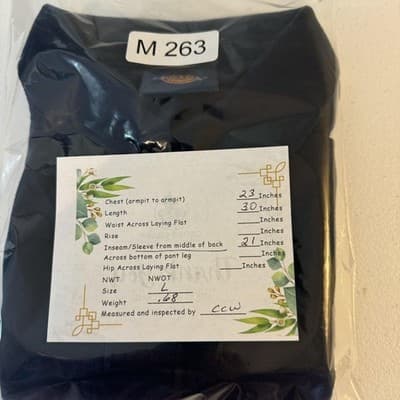 M 263
Chest (armpit to armpit) 23 Inches
Length 30 Inches
Waist Across Laying Flat Inches
Rise Inches
Inseam/Sleeve from middle of back 21 Inches
Across bottom of pant leg Inches
Hip Across Laying Flat Inches
NWT NWOT
Size L
Weight .68
Measured and inspected by CCW